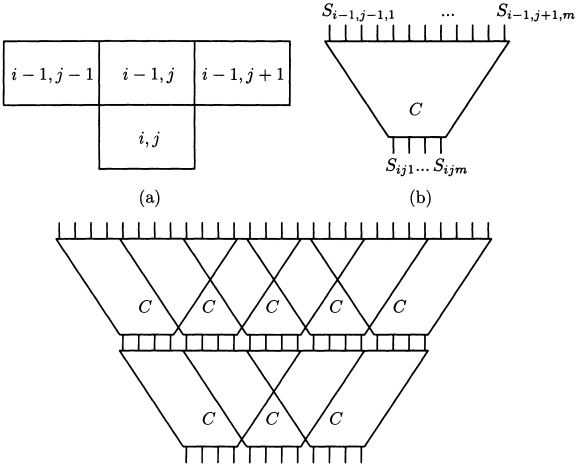 S_{i-1,j-1,1} ... S_{i-1,j+1,m}
i − 1, j − 1 i − 1, j i − 1, j + 1
C
i, j
S_{ij1}... S_{ijm}
(a) (b)
C C C C C
C C C